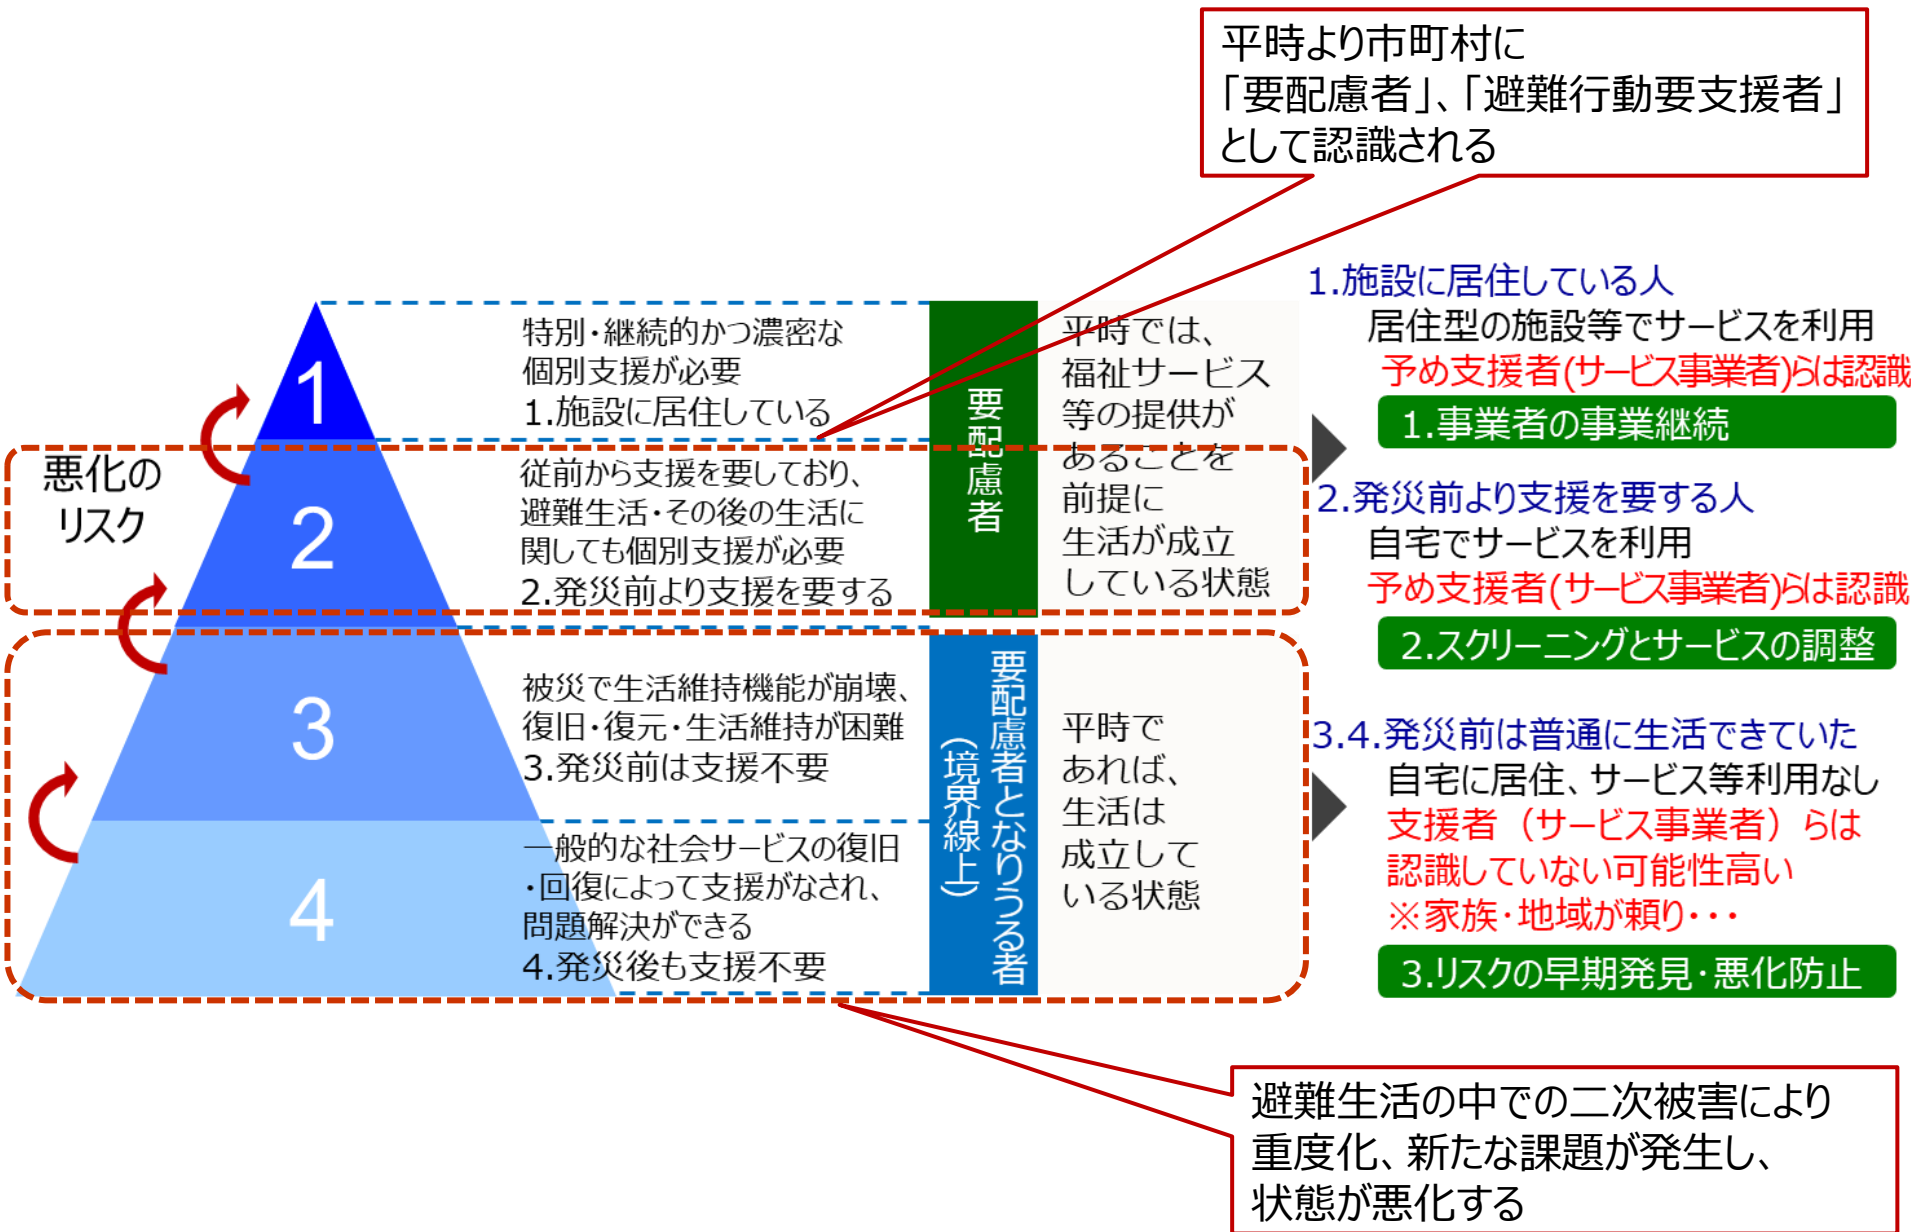 平時より市町村に
「要配慮者」、「避難行動要支援者」
として認識される
悪化の
リスク
1
2
3
4
特別・継続的かつ濃密な
個別支援が必要
1.施設に居住している
従前から支援を要しており、
避難生活・その後の生活に
関しても個別支援が必要
2.発災前より支援を要する
被災で生活維持機能が崩壊、
復旧・復元・生活維持が困難
3.発災前は支援不要
一般的な社会サービスの復旧
・回復によって支援がなされ、
問題解決ができる
4.発災後も支援不要
要配慮者
要配慮者となりうる者
(境界線上)
平時では、
福祉サービス
等の提供が
あることを
前提に
生活が成立
している状態
平時で
あれば、
生活は
成立して
いる状態
1.施設に居住している人
居住型の施設等でサービスを利用
予め支援者(サービス事業者)らは認識
1.事業者の事業継続
2.発災前より支援を要する人
自宅でサービスを利用
予め支援者(サービス事業者)らは認識
2.スクリーニングとサービスの調整
3.4.発災前は普通に生活できていた
自宅に居住、サービス等利用なし
支援者（サービス事業者）らは
認識していない可能性高い
※家族・地域が頼り・・・
3.リスクの早期発見・悪化防止
避難生活の中での二次被害により
重度化、新たな課題が発生し、
状態が悪化する